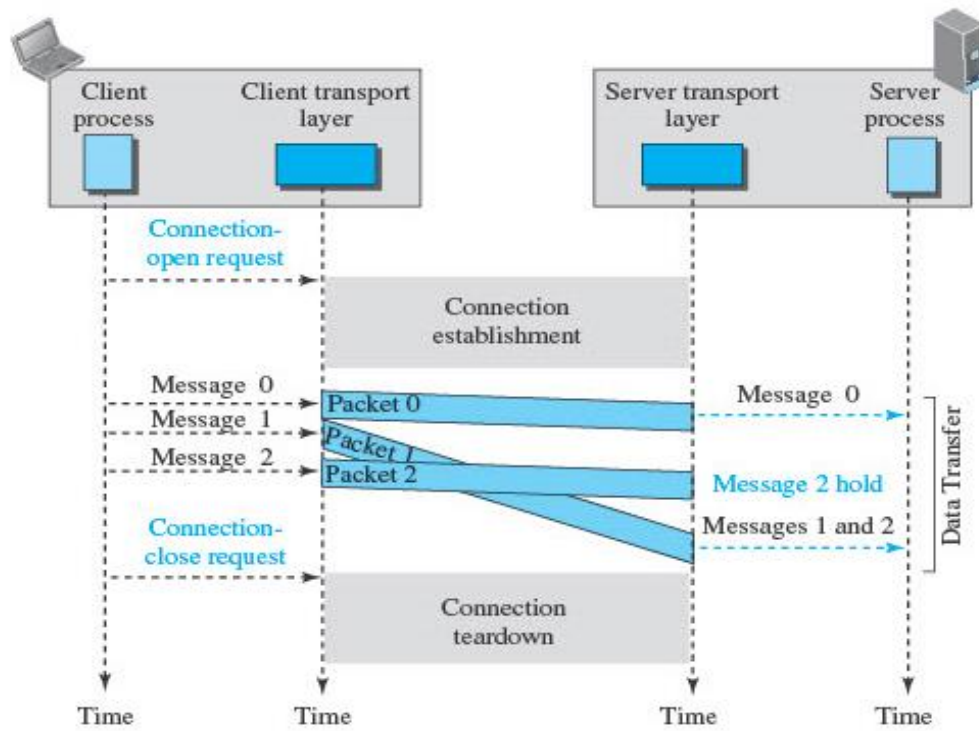 Client
process
Client transport
layer
Server transport
layer
Server
process
Connection-
open request
Connection
establishment
Message 0
Packet 0
Message 0
Message 1
Packet 1
Message 2
Packet 2
Message 2 hold
Messages 1 and 2
Data Transfer
Connection-
close request
Connection
teardown
Time
Time
Time
Time